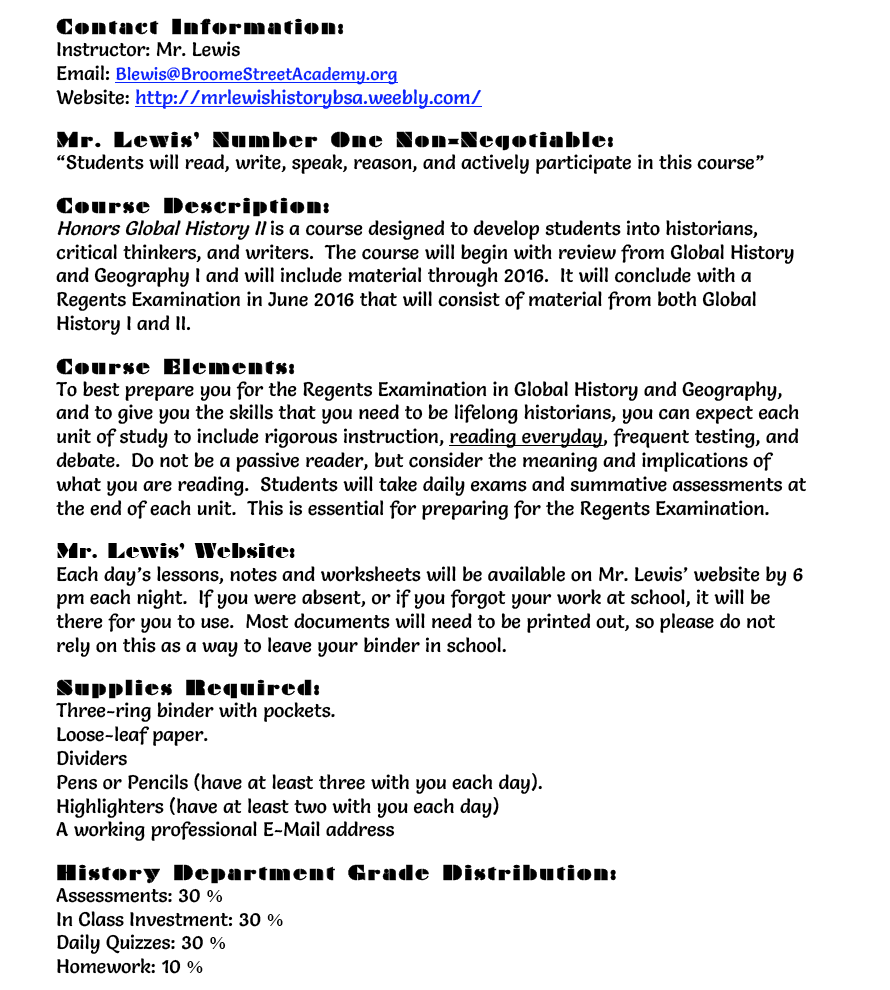 Contact Information:
Instructor: Mr. Lewis
Email: Blewis@BroomeStreetAcademy.org
Website: http://mrlewishistorybsa.weebly.com/
Mr. Lewis’ Number One Non-Negotiable:
“Students will read, write, speak, reason, and actively participate in this course”
Course Description:
Honors Global History II is a course designed to develop students into historians,
critical thinkers, and writers.  The course will begin with review from Global History
and Geography I and will include material through 2016.  It will conclude with a
Regents Examination in June 2016 that will consist of material from both Global
History I and II.
Course Elements:
To best prepare you for the Regents Examination in Global History and Geography,
and to give you the skills that you need to be lifelong historians, you can expect each
unit of study to include rigorous instruction, reading everyday, frequent testing, and
debate.  Do not be a passive reader, but consider the meaning and implications of
what you are reading.  Students will take daily exams and summative assessments at
the end of each unit.  This is essential for preparing for the Regents Examination.
Mr. Lewis’ Website:
Each day’s lessons, notes and worksheets will be available on Mr. Lewis’ website by 6
pm each night.  If you were absent, or if you forgot your work at school, it will be
there for you to use.  Most documents will need to be printed out, so please do not
rely on this as a way to leave your binder in school.
Supplies Required:
Three-ring binder with pockets.
Loose-leaf paper.
Dividers
Pens or Pencils (have at least three with you each day).
Highlighters (have at least two with you each day)
A working professional E-Mail address
History Department Grade Distribution:
Assessments: 30 %
In Class Investment: 30 %
Daily Quizzes: 30 %
Homework: 10 %